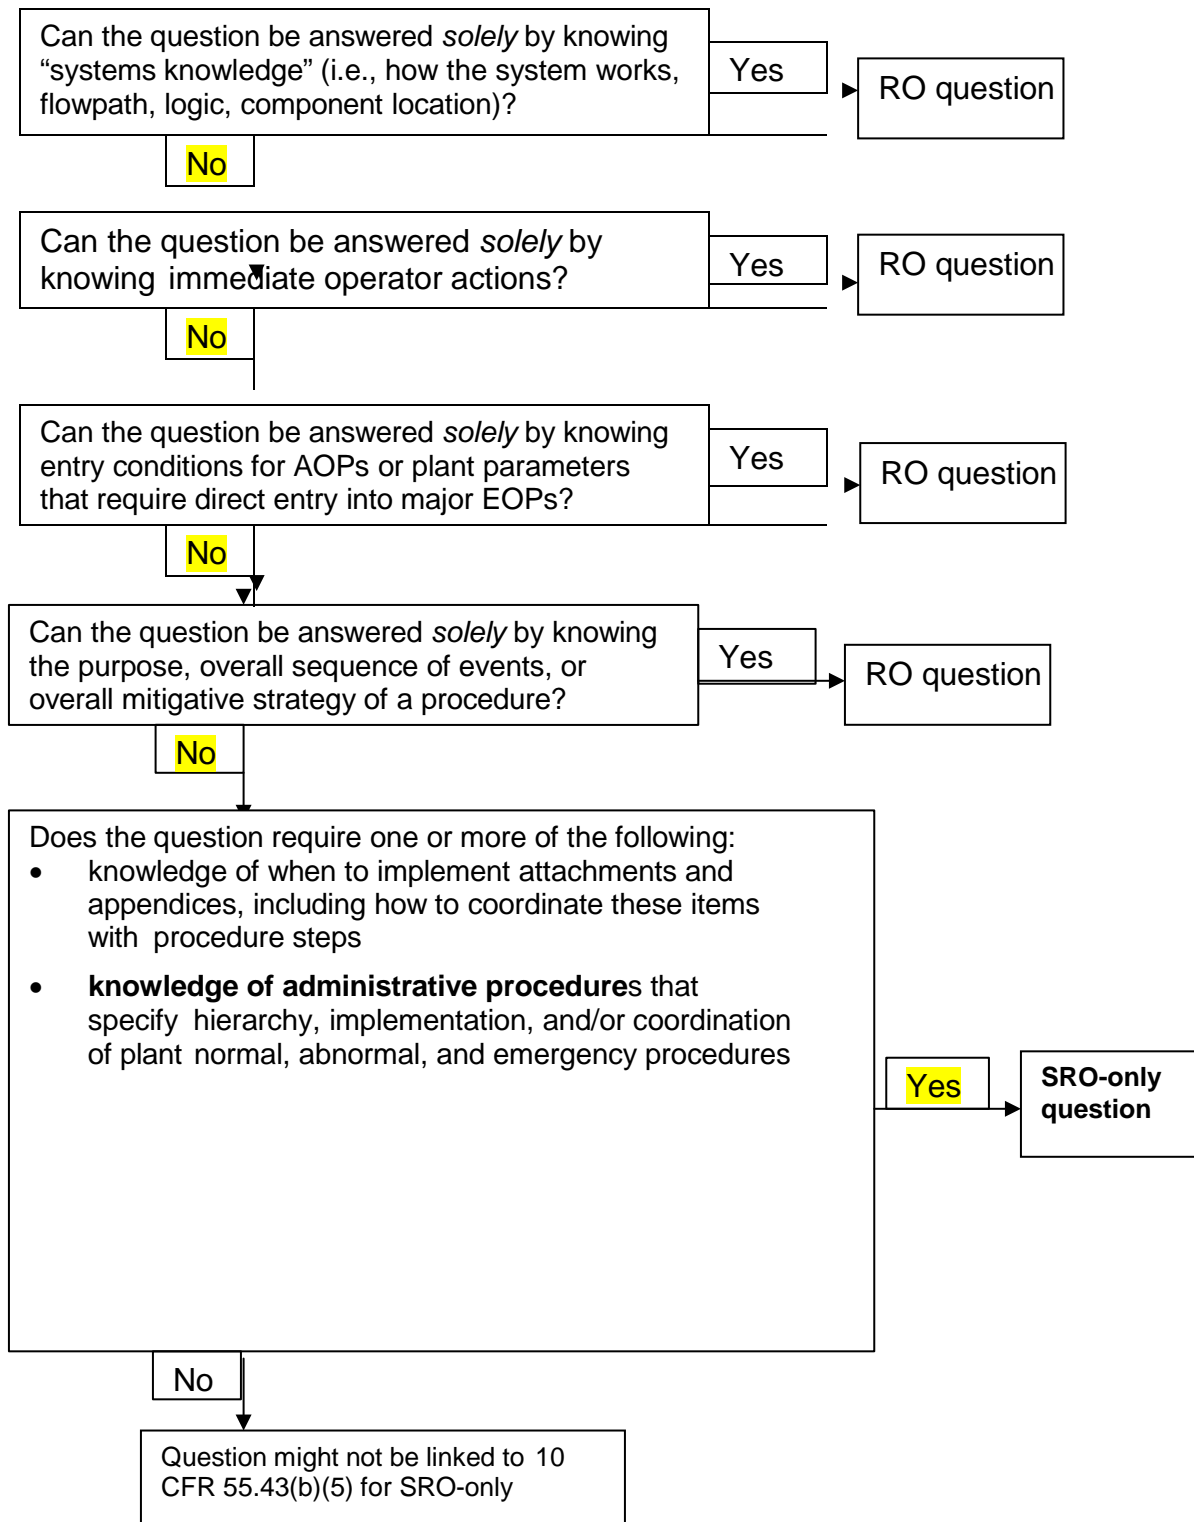 Can the question be answered solely by knowing
“systems knowledge” (i.e., how the system works,
flowpath, logic, component location)?
Yes
RO question
No
Can the question be answered solely by
knowing immediate operator actions?
Yes
RO question
No
Can the question be answered solely by knowing
entry conditions for AOPs or plant parameters
that require direct entry into major EOPs?
Yes
RO question
No
Can the question be answered solely by knowing
the purpose, overall sequence of events, or
overall mitigative strategy of a procedure?
Yes
RO question
No
Does the question require one or more of the following:
• knowledge of when to implement attachments and
appendices, including how to coordinate these items
with procedure steps
• knowledge of administrative procedures that
specify hierarchy, implementation, and/or coordination
of plant normal, abnormal, and emergency procedures
Yes
SRO-only
question
No
Question might not be linked to 10
CFR 55.43(b)(5) for SRO-only